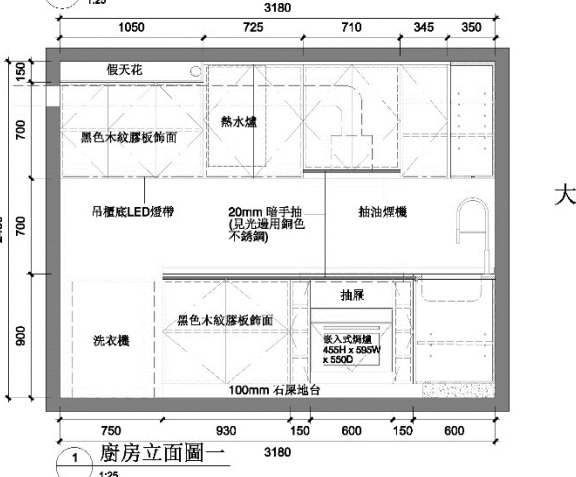 1:25
3180
1050 725 710 345 350
150
假天花
熱水爐
700
黑色木紋膠板飾面
大
吊櫃底LED燈帶
20mm 暗手抽
(見光邊用銅色
不銹鋼)
抽油煙機
700
抽屜
黑色木紋膠板飾面
洗衣機
嵌入式焗爐
455H x 595W
x 550D
900
100mm 石屎地台
750 930 150 600 150 600
3180
1 廚房立面圖一
1:25